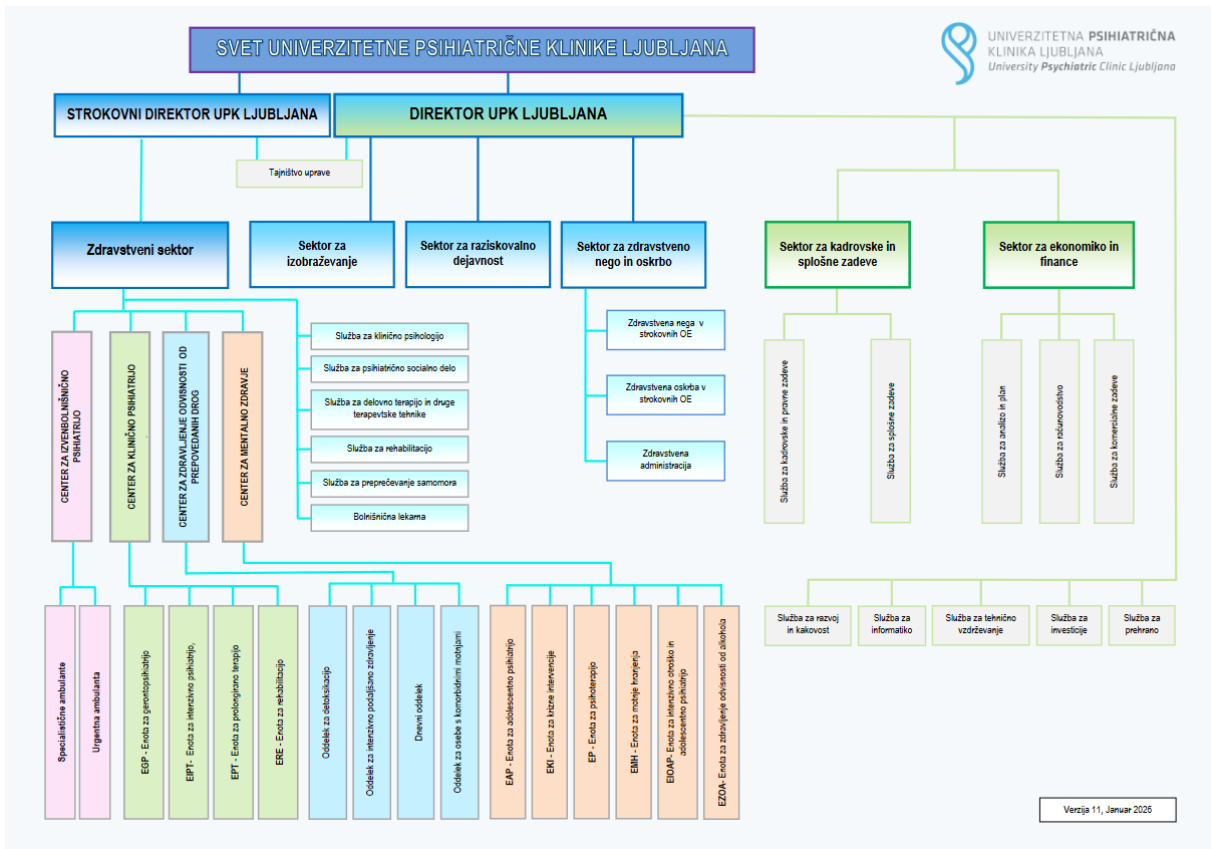 SVET UNIVERZITETNE PSIHIATRIČNE KLINIKE LJUBLJANA
UNIVERZITETNA PSIHIATRIČNA
KLINIKA LJUBLJANA
University Psychiatric Clinic Ljubljana
STROKOVNI DIREKTOR UPK LJUBLJANA
DIREKTOR UPK LJUBLJANA
Tajništvo uprave
Zdravstveni sektor
Sektor za
izobraževanje
Sektor za raziskovalno
dejavnost
Sektor za zdravstveno
nego in oskrbo
Sektor za kadrovske in
splošne zadeve
Sektor za ekonomiko in
finance
CENTER ZA IZVENBOLNIŠNIČNO
PSIHIATRIJO
CENTER ZA KLINIČNO PSIHIATRIJO
CENTER ZA ZDRAVLJENJE ODVISNOSTI OD
PREPOVEDANIH DROG
CENTER ZA MENTALNO ZDRAVJE
Služba za klinično psihologijo
Služba za psihiatrično socialno delo
Služba za delovno terapijo in druge
terapevtske tehnike
Služba za rehabilitacijo
Služba za preprečevanje samomora
Bolnišnična lekarna
Zdravstvena nega v
strokovnih OE
Zdravstvena oskrba v
strokovnih OE
Zdravstvena
administracija
Služba za kadrovske in pravne zadeve
Služba za splošne zadeve
Služba za analizo in plan
Služba za računovodstvo
Služba za komercialne zadeve
Služba za razvoj
in kakovost
Služba za
informatiko
Služba za tehnično
vzdrževanje
Služba za
investicije
Služba za
prehrano
Specialistične ambulante
Urgentna ambulanta
EGP - Enota za gerontopsihiatrijo
EIPT- Enota za intenzivno psihiatrijo,
EPT - Enota za prolongirano terapijo
ERE - Enota za rehabilitacijo
Oddelek za detoksikacijo
Oddelek za intenzivno podaljšano zdravljenje
Dnevni oddelek
Oddelek za osebe s komorbidnimi motnjami
EAP - Enota za adolescentno psihiatrijo
EKI - Enota za krizne intervencije
EP - Enota za psihoterapijo
EMH - Enota za motnje hranjenja
EIOAP- Enota za intenzivno otroško in
adolescentno psihiatrijo
EZOA- Enota za zdravljenje odvisnosti od alkohola
Verzija 11, Januar 2026